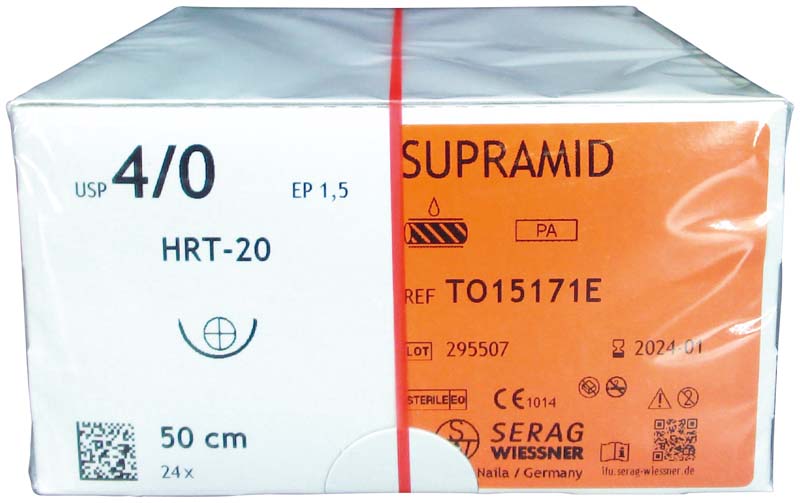 USP 4/0 EP 1,5
HRT-20
50 cm
24 x
SUPRAMID
PA
REF TO15171E
LOT 295507 2024-01
STERILE EO CE 1014
SERAG
WIESSNER
Naila / Germany
ifu.serag-wiessner.de